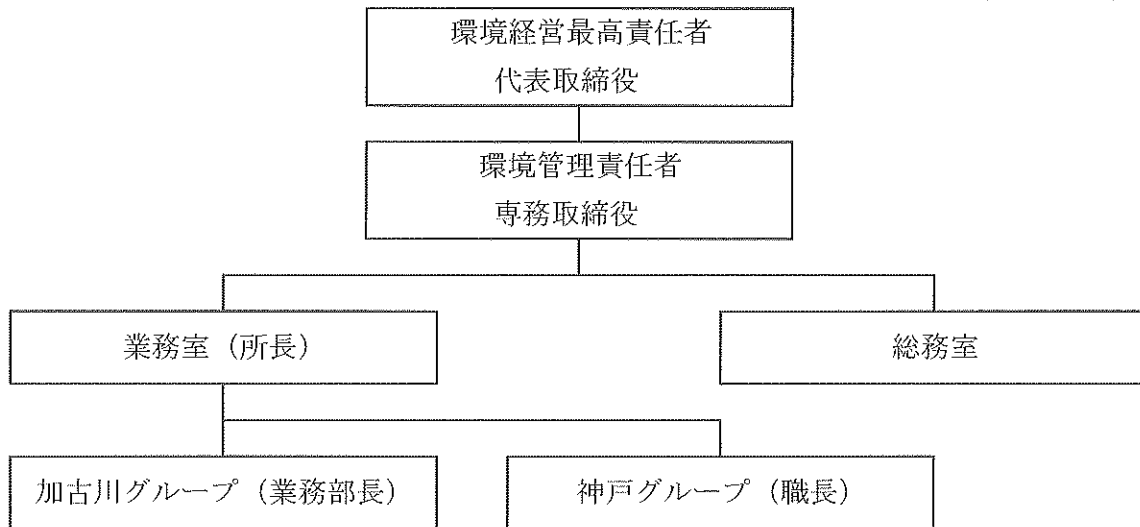 環境経営最高責任者
代表取締役
環境管理責任者
専務取締役
業務室（所長）
総務室
加古川グループ（業務部長）
神戸グループ（職長）